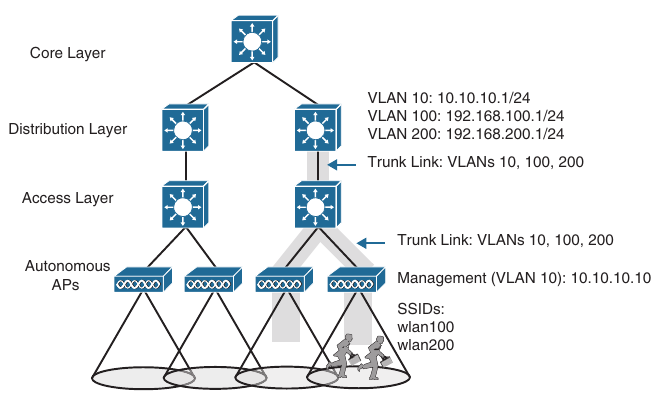 Core Layer
VLAN 10: 10.10.10.1/24
Distribution Layer
VLAN 100: 192.168.100.1/24
VLAN 200: 192.168.200.1/24
Trunk Link: VLANs 10, 100, 200
Access Layer
Trunk Link: VLANs 10, 100, 200
Autonomous
APs
Management (VLAN 10): 10.10.10.10
SSIDs:
wlan100
wlan200